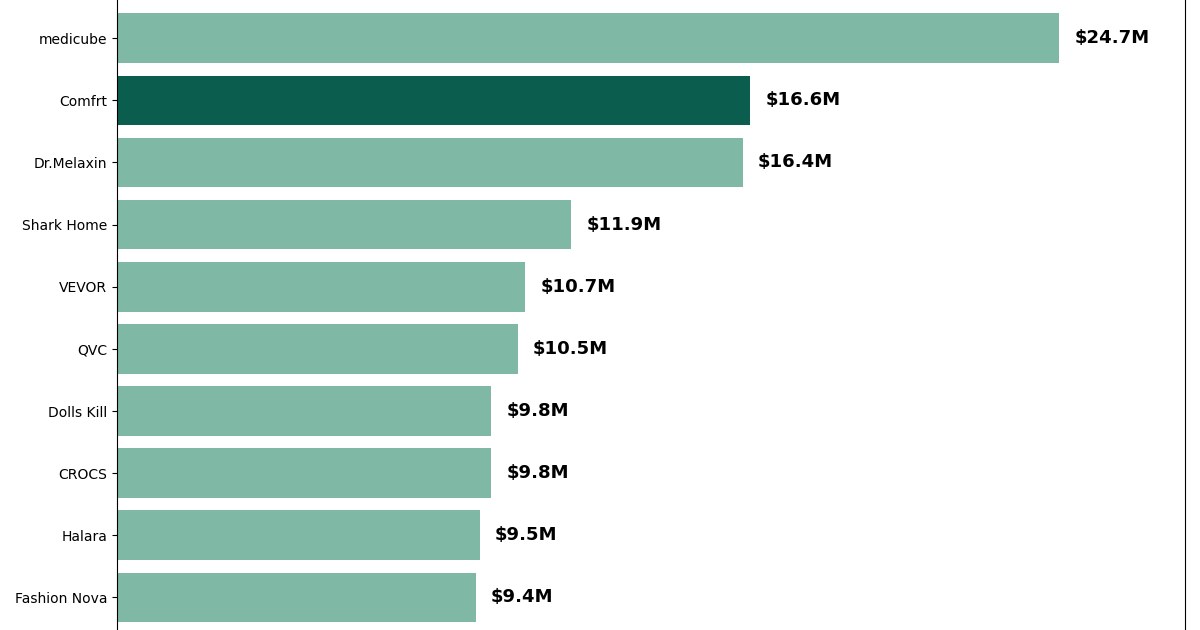 medicube $24.7M
Comfrt $16.6M
Dr.Melaxin $16.4M
Shark Home $11.9M
VEVOR $10.7M
QVC $10.5M
Dolls Kill $9.8M
CROCS $9.8M
Halara $9.5M
Fashion Nova $9.4M